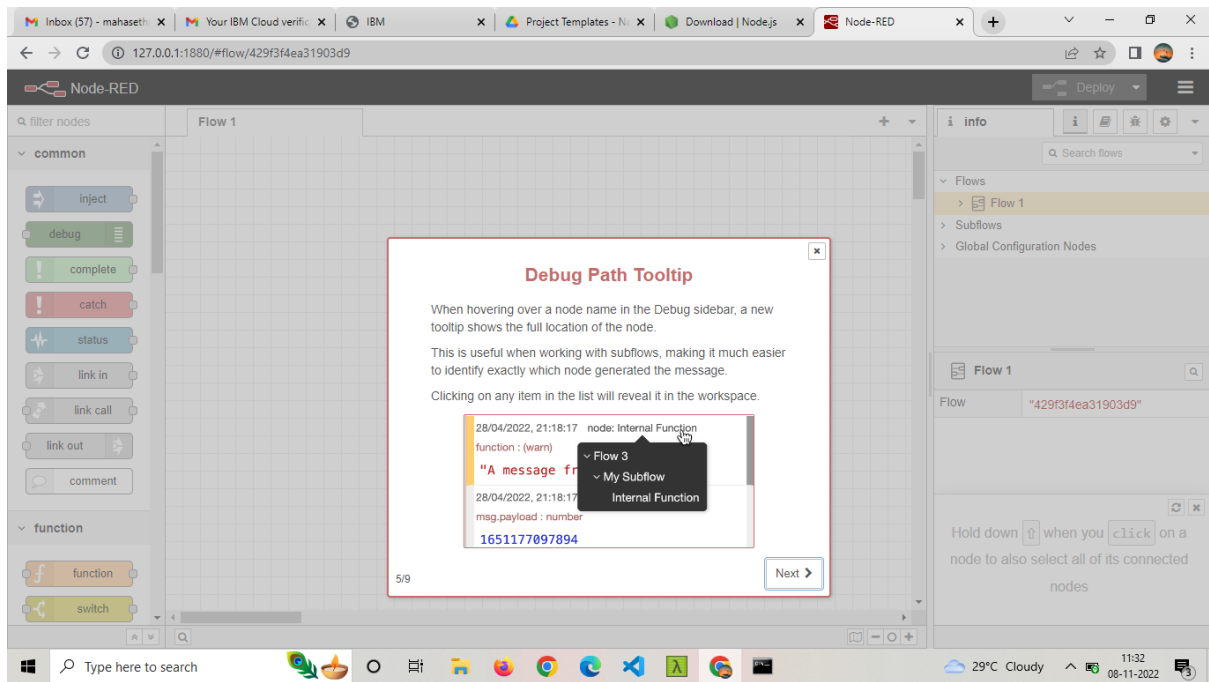 Inbox (57) - mahaseth
Your IBM Cloud verific
IBM
Project Templates - N
Download | Node.js
Node-RED
127.0.0.1:1880/#flow/429f3f4ea31903d9
Node-RED
Deploy
filter nodes
Flow 1
i info
i
Search flows
common
inject
debug
complete
catch
status
link in
link call
link out
comment
function
function
switch
Flows
Flow 1
Subflows
Global Configuration Nodes
Debug Path Tooltip
When hovering over a node name in the Debug sidebar, a new
tooltip shows the full location of the node.
This is useful when working with subflows, making it much easier
to identify exactly which node generated the message.
Clicking on any item in the list will reveal it in the workspace.
28/04/2022, 21:18:17 node: Internal Function
function : (warn)
"A message fr
Flow 3
My Subflow
Internal Function
28/04/2022, 21:18:17
msg.payload : number
1651177097894
5/9
Next
Flow 1
Flow "429f3f4ea31903d9"
Hold down ⇧ when you click on a
node to also select all of its connected
nodes
Type here to search
29°C Cloudy
11:32
08-11-2022
3